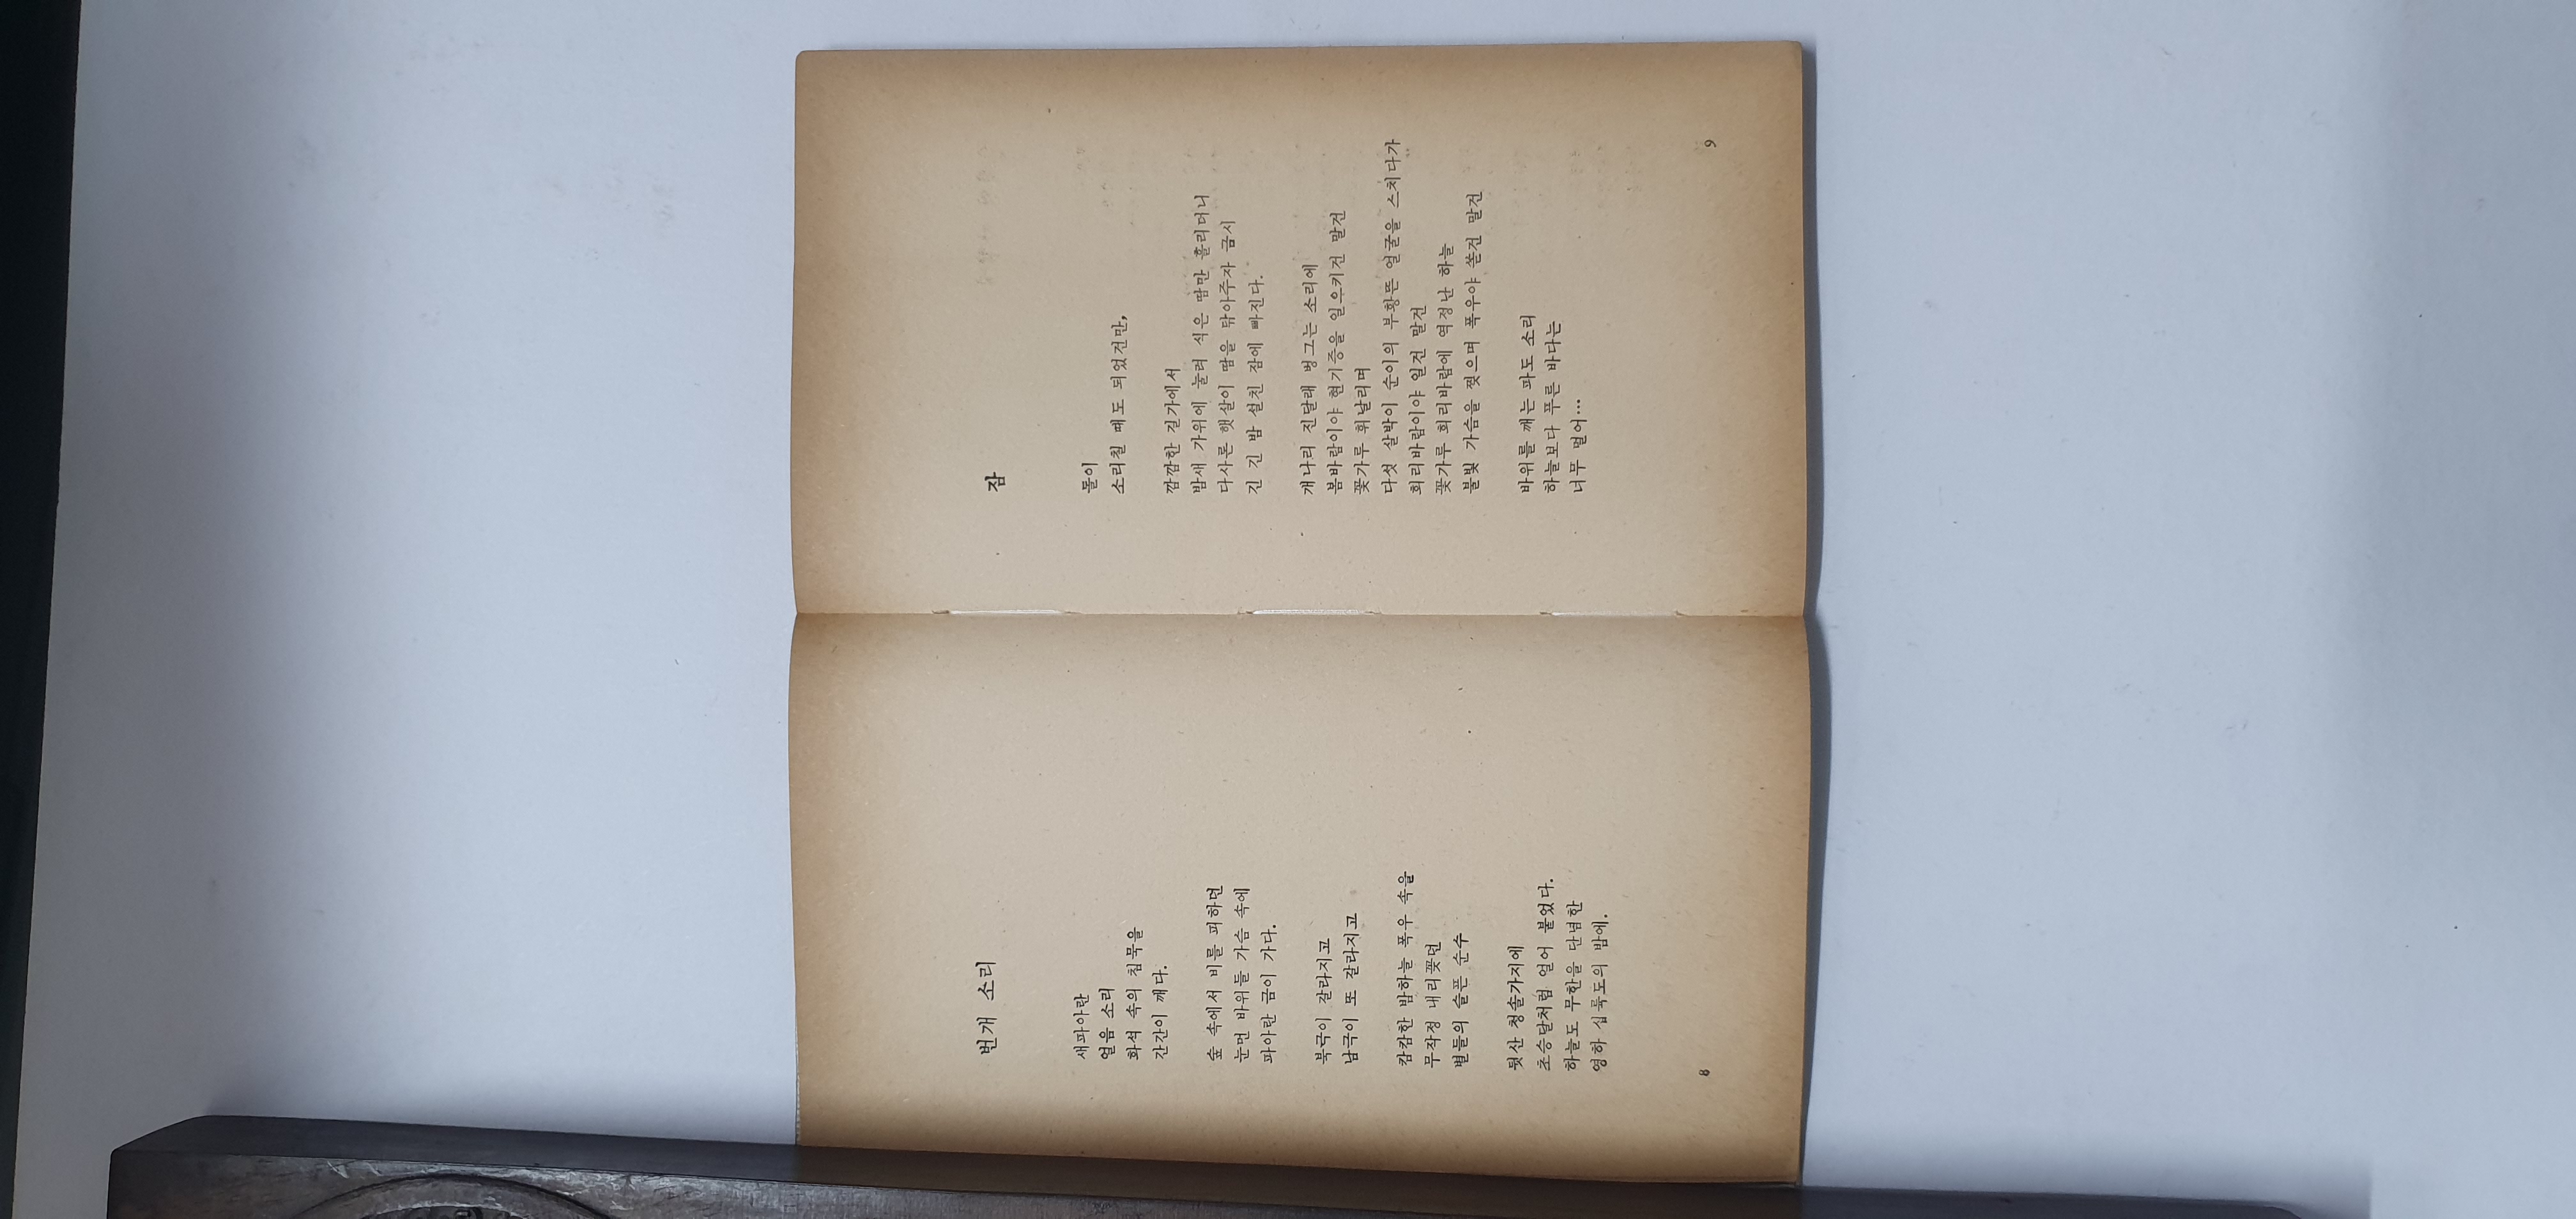 번개 소리
새파아란
얼음 소리
화석 속의 침묵을
간간이 깨다.
숲 속에서 비를 피하던
눈먼 바위들 가슴 속에
파아란 금이 가다.
북극이 갈라지고
남극이 또 갈라지고
캄캄한 밤하늘 폭우 속을
무작정 내리꽂던
별들의 슬픈 순수
뒷산 청솔가지에
초승달처럼 얼어 붙었다.
하늘도 무한을 단념한
영하 십륙도의 밤에.
8
잠
돌이
소리칠 때도 되었건만,
깜깜한 길가에서
밤새 가위에 눌려 식은 땀만 흘리더니
다사론 햇살이 땀을 닦아주자 금시
긴 긴 밤 설친 잠에 빠진다.
개나리 진달래 벙그는 소리에
봄바람이야 현기증을 일우키건 말건
꽃가루 휘날리며
다섯 살박이 순이의 부황뜬 얼굴을 스치다가
회리바람이야 일건 말건
꽃가루 회리바람에 역정난 하늘
불빛 가슴을 찢으며 폭우야 쏟건 말건
바위를 깨는 파도 소리
하늘보다 푸른 바다는
너무 멀어…
9